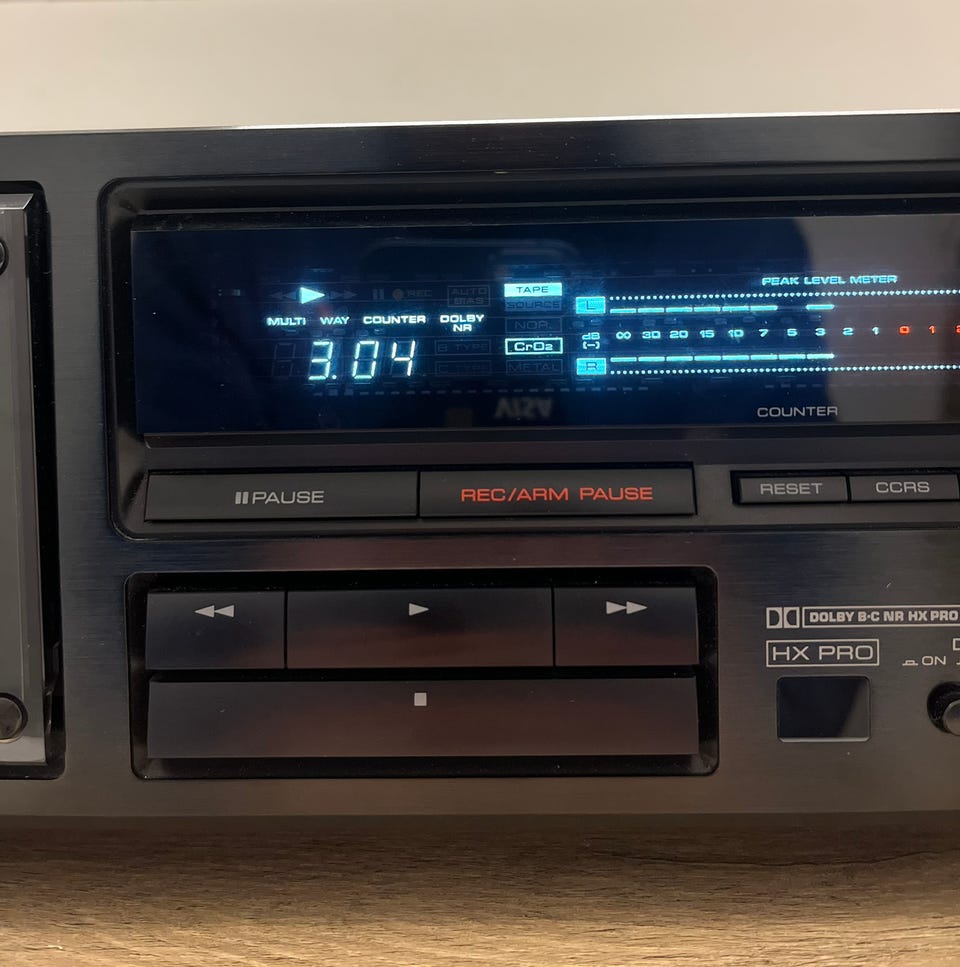 REC
AUTO
BIAS
TAPE
SOURCE
PEAK LEVEL METER
L
MULTI WAY COUNTER DOLBY NR
NOR.
dB (-) ∞ 30 20 15 10 7 5 3 2 1 0 1
3.04
B TYPE
CrO2
C TYPE
METAL
R
COUNTER
PAUSE
REC/ARM PAUSE
RESET
CCRS
DOLBY B·C NR HX PRO
HX PRO
ON